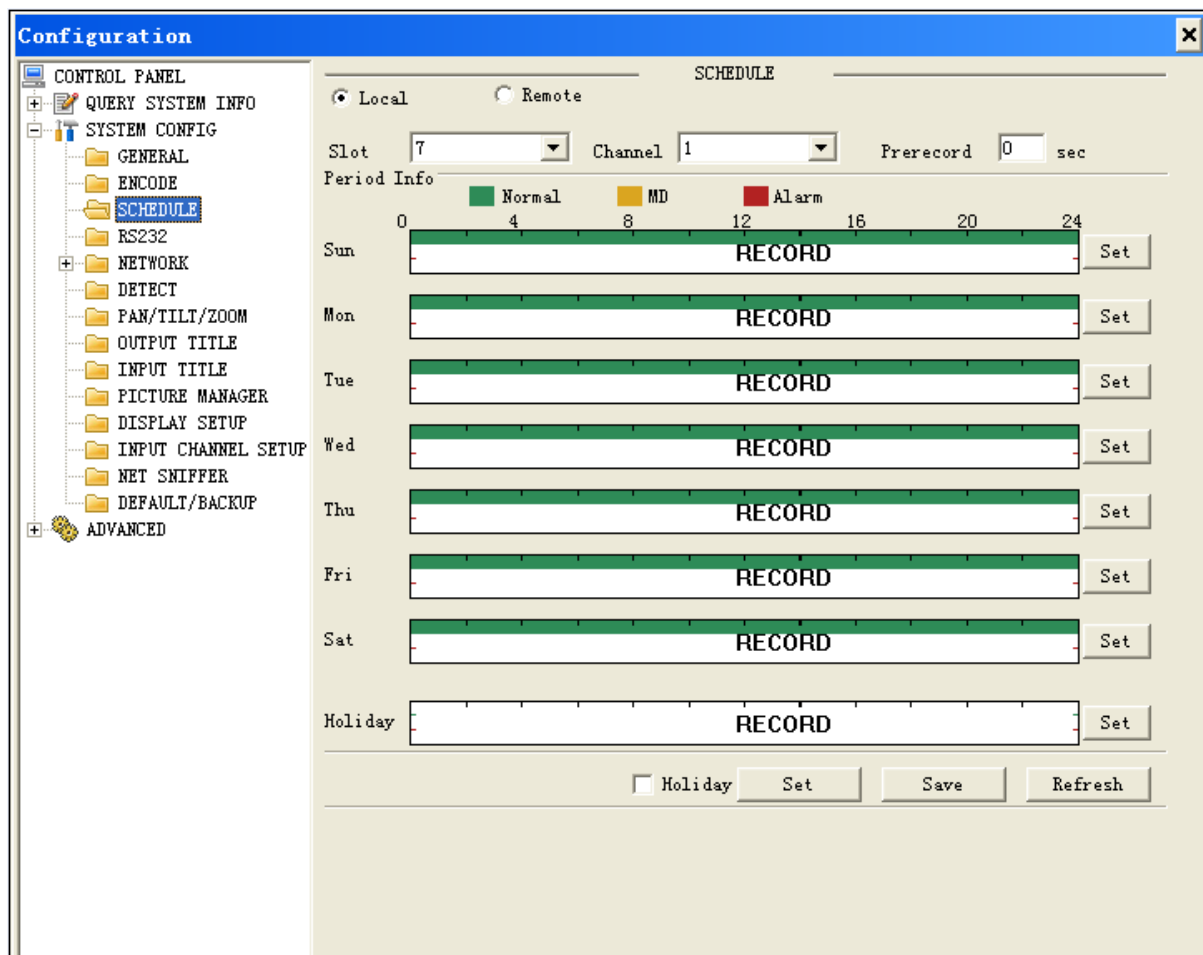 Configuration
CONTROL PANEL
QUERY SYSTEM INFO
SYSTEM CONFIG
GENERAL
ENCODE
SCHEDULE
RS232
NETWORK
DETECT
PAN/TILT/ZOOM
OUTPUT TITLE
INPUT TITLE
PICTURE MANAGER
DISPLAY SETUP
INPUT CHANNEL SETUP
NET SNIFFER
DEFAULT/BACKUP
ADVANCED
SCHEDULE
Local Remote
Slot 7 Channel 1 Prerecord 0 sec
Period Info
Normal MD Alarm
0 4 8 12 16 20 24
Sun RECORD Set
Mon RECORD Set
Tue RECORD Set
Wed RECORD Set
Thu RECORD Set
Fri RECORD Set
Sat RECORD Set
Holiday RECORD Set
Holiday Set Save Refresh